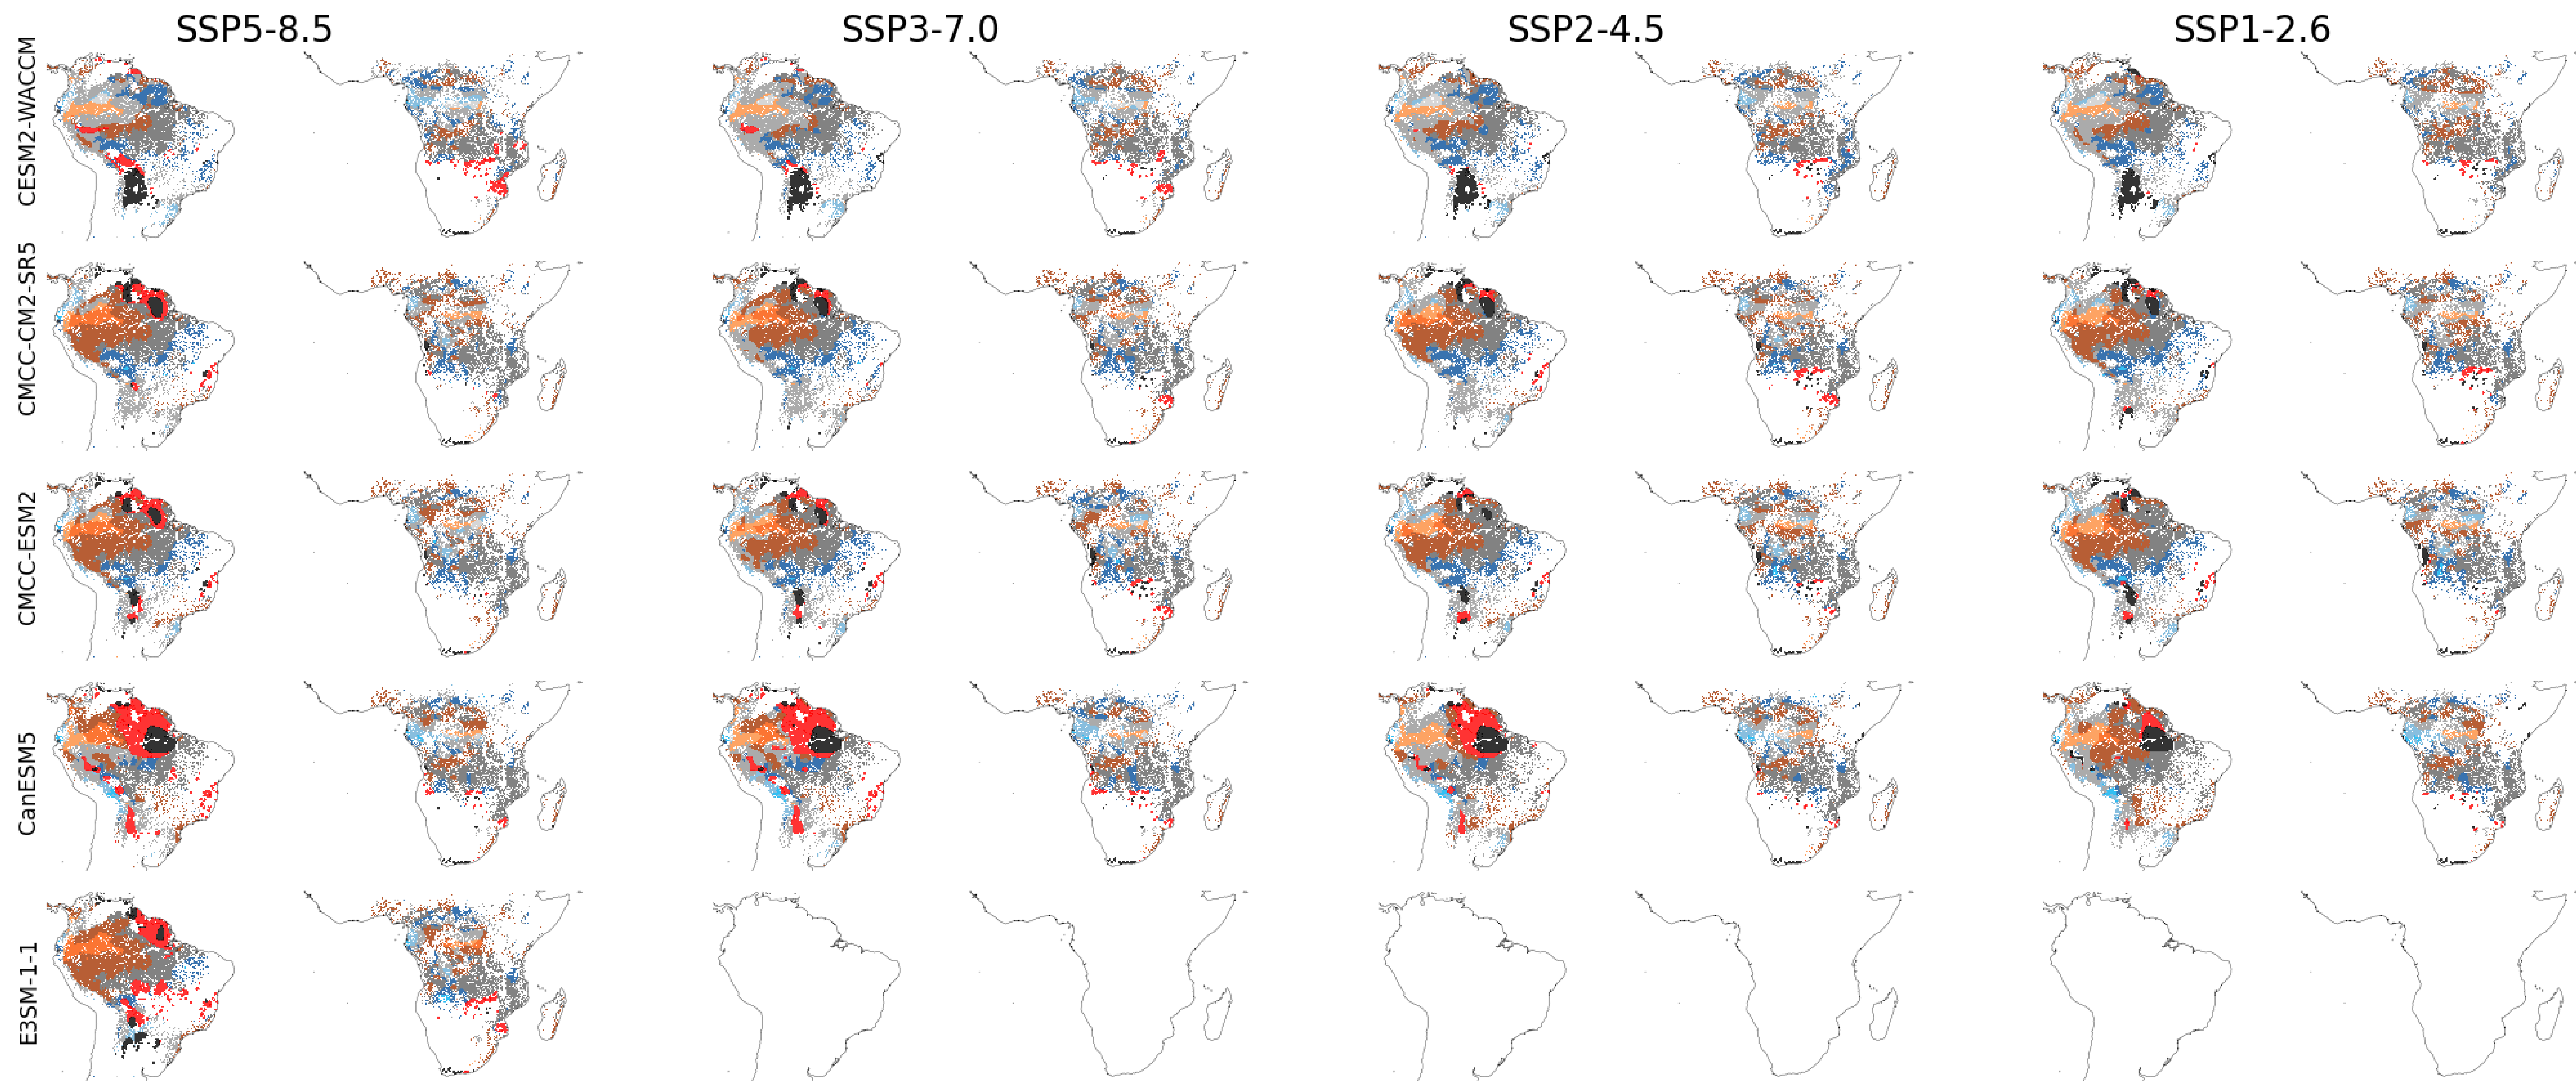 SSP5-8.5
SSP3-7.0
SSP2-4.5
SSP1-2.6
CESM2-WACCM
CMCC-CM2-SR5
CMCC-ESM2
CanESM5
E3SM-1-1